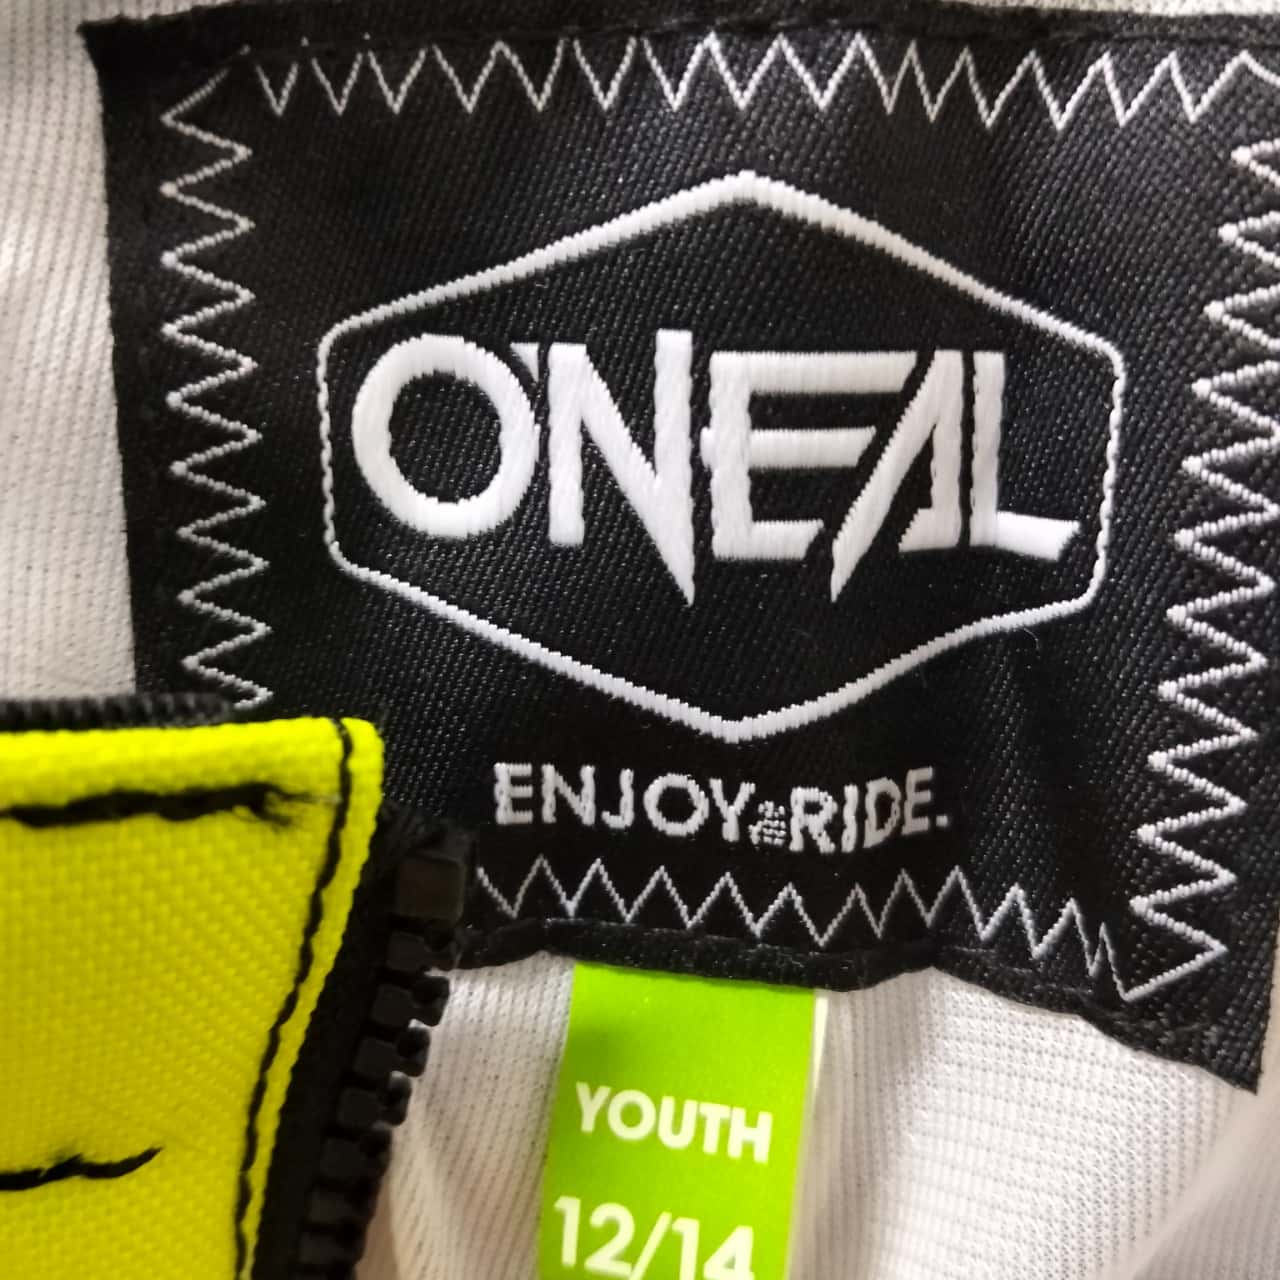 O'NEAL
ENJOY THE RIDE.
YOUTH
12/14